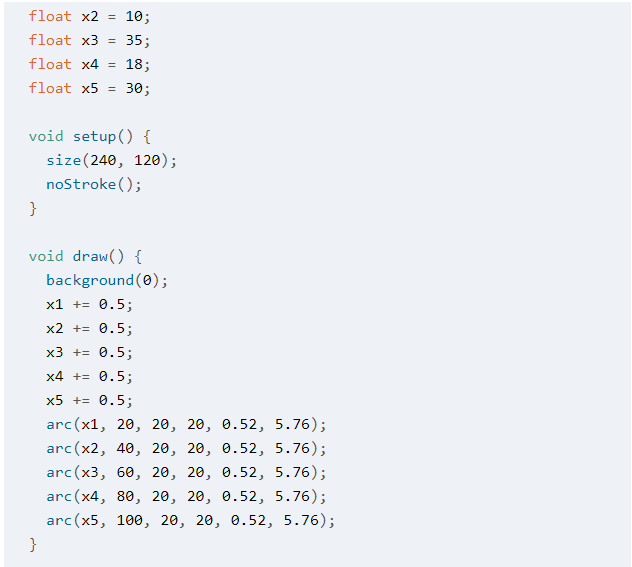 float x2 = 10;
float x3 = 35;
float x4 = 18;
float x5 = 30;

void setup() {
  size(240, 120);
  noStroke();
}

void draw() {
  background(0);
  x1 += 0.5;
  x2 += 0.5;
  x3 += 0.5;
  x4 += 0.5;
  x5 += 0.5;
  arc(x1, 20, 20, 20, 0.52, 5.76);
  arc(x2, 40, 20, 20, 0.52, 5.76);
  arc(x3, 60, 20, 20, 0.52, 5.76);
  arc(x4, 80, 20, 20, 0.52, 5.76);
  arc(x5, 100, 20, 20, 0.52, 5.76);
}